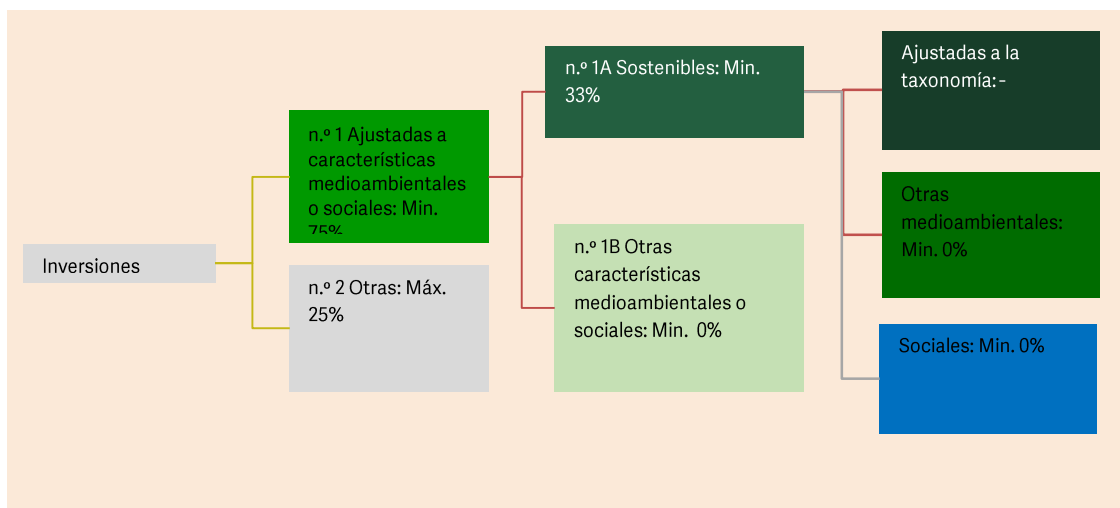 Inversiones
n.º 1 Ajustadas a
características
medioambientales
o sociales: Min.
75%
n.º 2 Otras: Máx.
25%
n.º 1A Sostenibles: Min.
33%
n.º 1B Otras
características
medioambientales o
sociales: Min. 0%
Ajustadas a la
taxonomía: -
Otras
medioambientales:
Min. 0%
Sociales: Min. 0%